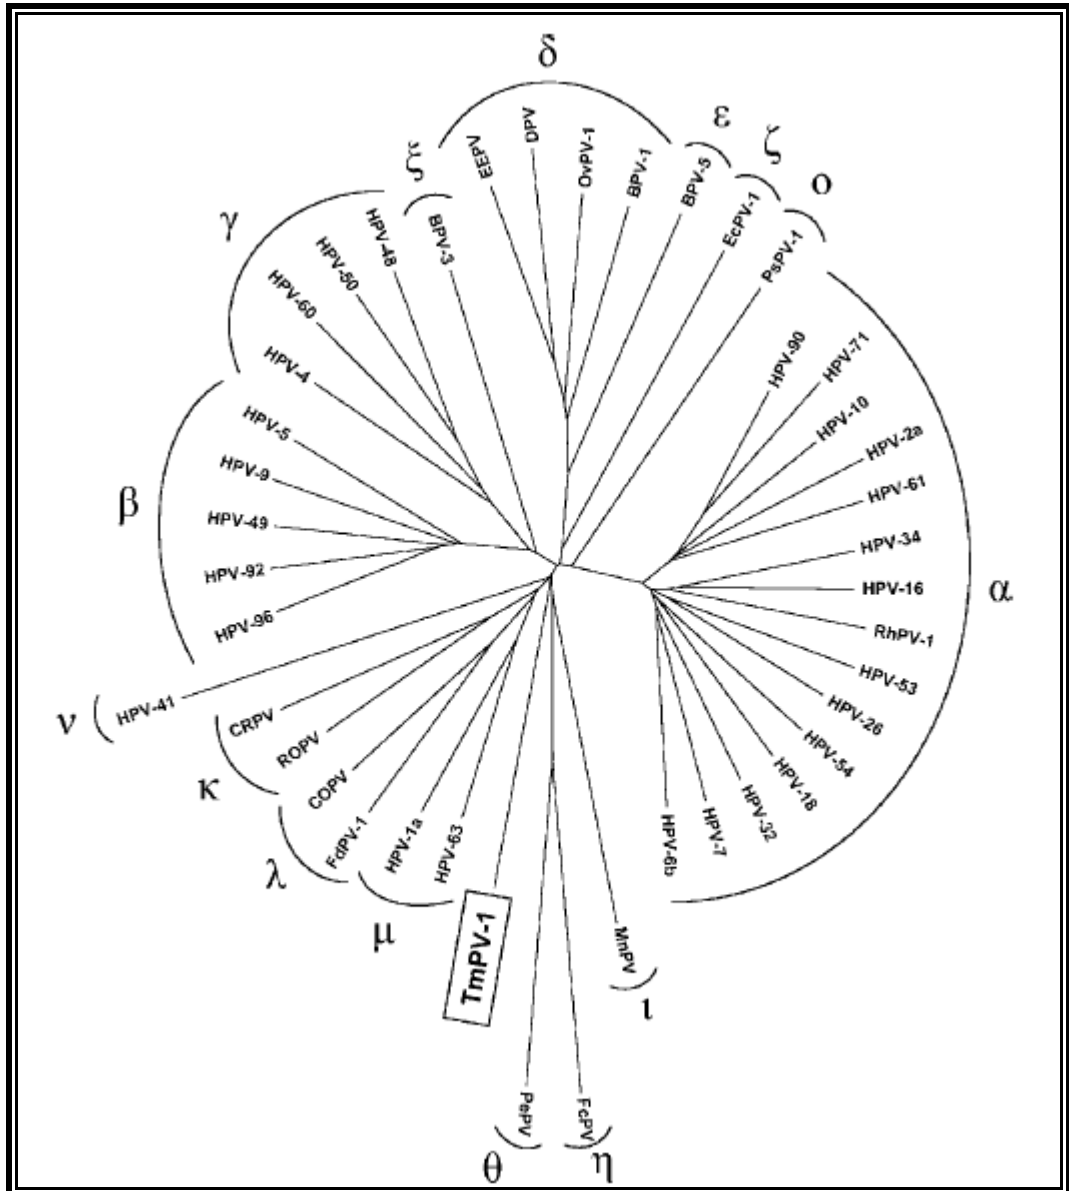 δ
DPV
EEPV
OvPV-1
BPV-1
ε
BPV-5
ζ
EcPV-1
ο
PsPV-1
HPV-90
HPV-71
HPV-10
HPV-2a
HPV-61
HPV-34
HPV-16
RhPV-1
HPV-53
HPV-26
HPV-54
HPV-18
HPV-32
HPV-7
HPV-6b
α
MnPV
ι
FcPV
η
PePV
θ
TmPV-1
HPV-63
HPV-1a
μ
FdPV-1
COPV
λ
ROPV
CRPV
κ
HPV-41
ν
HPV-96
HPV-92
HPV-49
HPV-9
HPV-5
β
HPV-4
HPV-60
HPV-50
HPV-48
γ
BPV-3
ξ